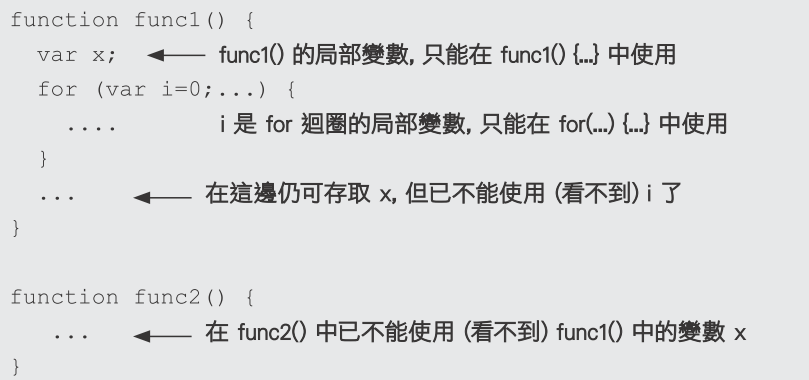 function func1() {
var x; func1() 的局部變數, 只能在 func1() {...} 中使用
for (var i=0;...) {
.... i 是 for 迴圈的局部變數, 只能在 for(...) {...} 中使用
}
... 在這邊仍可存取 x, 但已不能使用 (看不到) i 了
}
function func2() {
... 在 func2() 中已不能使用 (看不到) func1() 中的變數 x
}